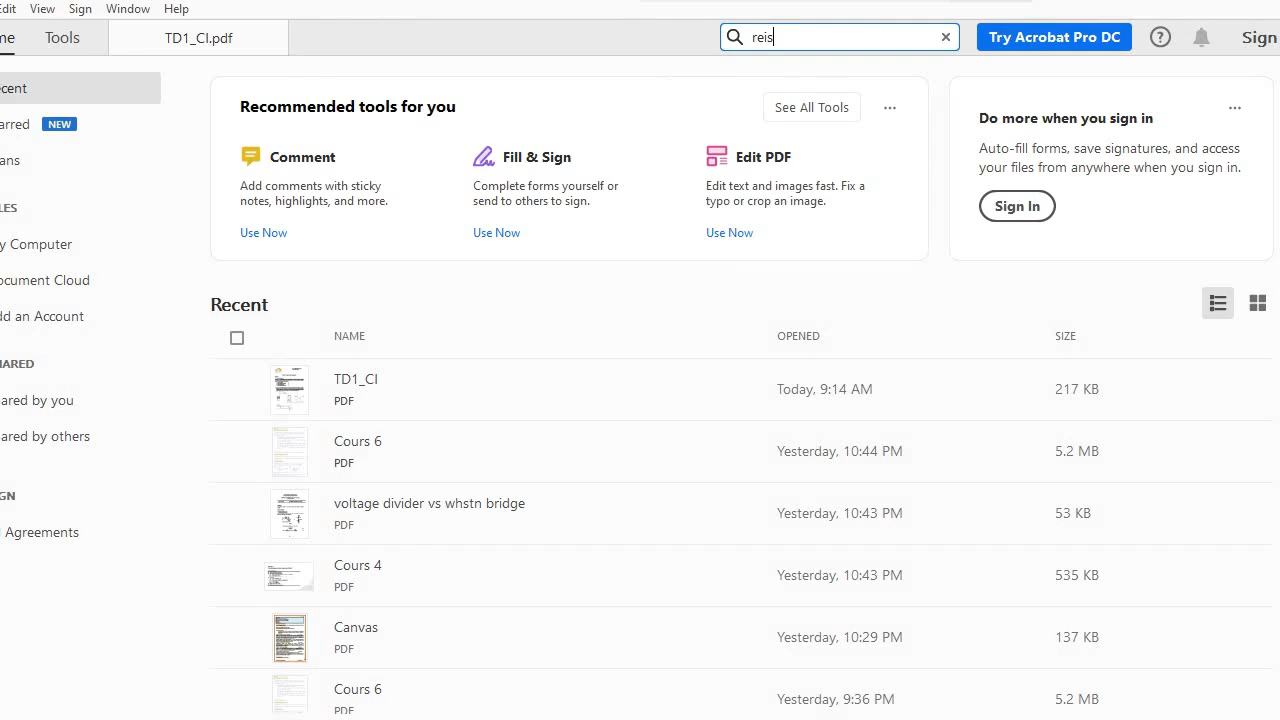 Edit View Sign Window Help
me Tools TD1_CI.pdf reis Try Acrobat Pro DC Sign
ecent
arred NEW
ans
LES
y Computer
ocument Cloud
dd an Account
HARED
ared by you
ared by others
GN
l Agreements
Recommended tools for you
See All Tools
Comment
Add comments with sticky
notes, highlights, and more.
Use Now
Fill & Sign
Complete forms yourself or
send to others to sign.
Use Now
Edit PDF
Edit text and images fast. Fix a
typo or crop an image.
Use Now
Do more when you sign in
Auto-fill forms, save signatures, and access
your files from anywhere when you sign in.
Sign In
Recent
NAME OPENED SIZE
TD1_CI
PDF
Today, 9:14 AM 217 KB
Cours 6
PDF
Yesterday, 10:44 PM 5.2 MB
voltage divider vs whstn bridge
PDF
Yesterday, 10:43 PM 53 KB
Cours 4
PDF
Yesterday, 10:43 PM 535 KB
Canvas
PDF
Yesterday, 10:29 PM 137 KB
Cours
PDF
Yesterday, 9:36 PM 5.2 MB